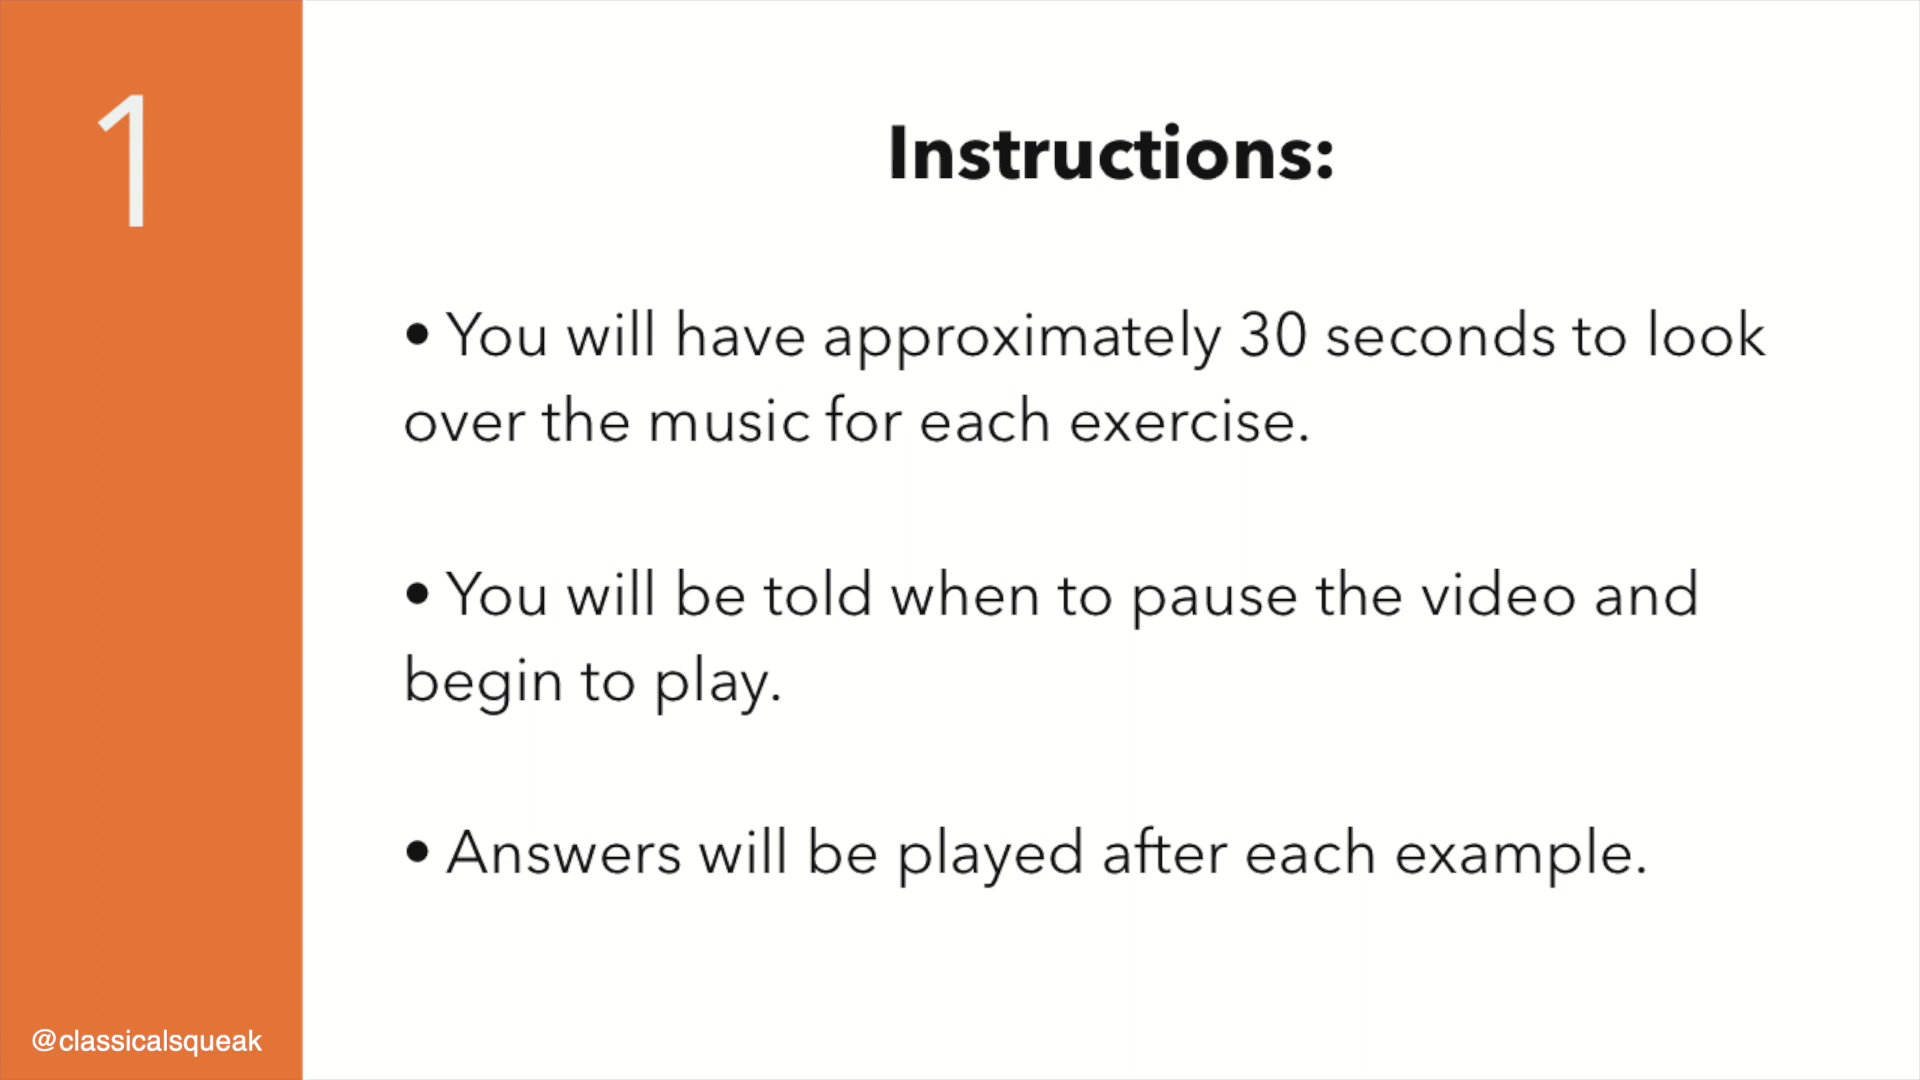 1
Instructions:
• You will have approximately 30 seconds to look
over the music for each exercise.
• You will be told when to pause the video and
begin to play.
• Answers will be played after each example.
@classicalsqueak